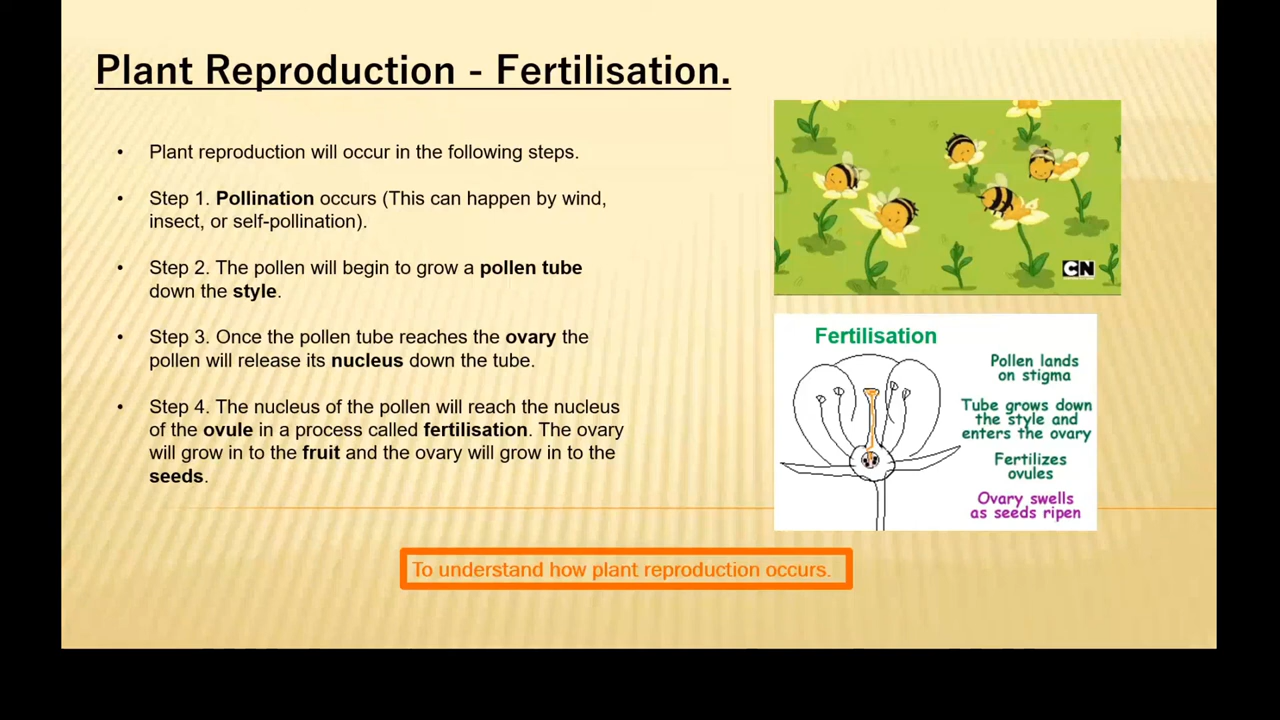 Plant Reproduction - Fertilisation.
• Plant reproduction will occur in the following steps.
• Step 1. Pollination occurs (This can happen by wind,
insect, or self-pollination).
• Step 2. The pollen will begin to grow a pollen tube
down the style.
• Step 3. Once the pollen tube reaches the ovary the
pollen will release its nucleus down the tube.
• Step 4. The nucleus of the pollen will reach the nucleus
of the ovule in a process called fertilisation. The ovary
will grow in to the fruit and the ovary will grow in to the
seeds.
CN
Fertilisation
Pollen lands
on stigma
Tube grows down
the style and
enters the ovary
Fertilizes
ovules
Ovary swells
as seeds ripen
To understand how plant reproduction occurs.